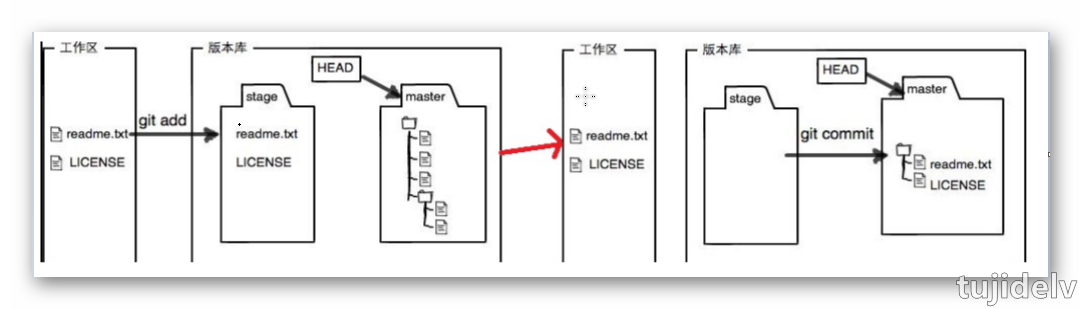 工作区
版本库
HEAD
stage
master
git add
readme.txt
readme.txt
LICENSE
LICENSE
工作区
版本库
HEAD
stage
master
readme.txt
git commit
LICENSE
readme.txt
LICENSE
tujidelv